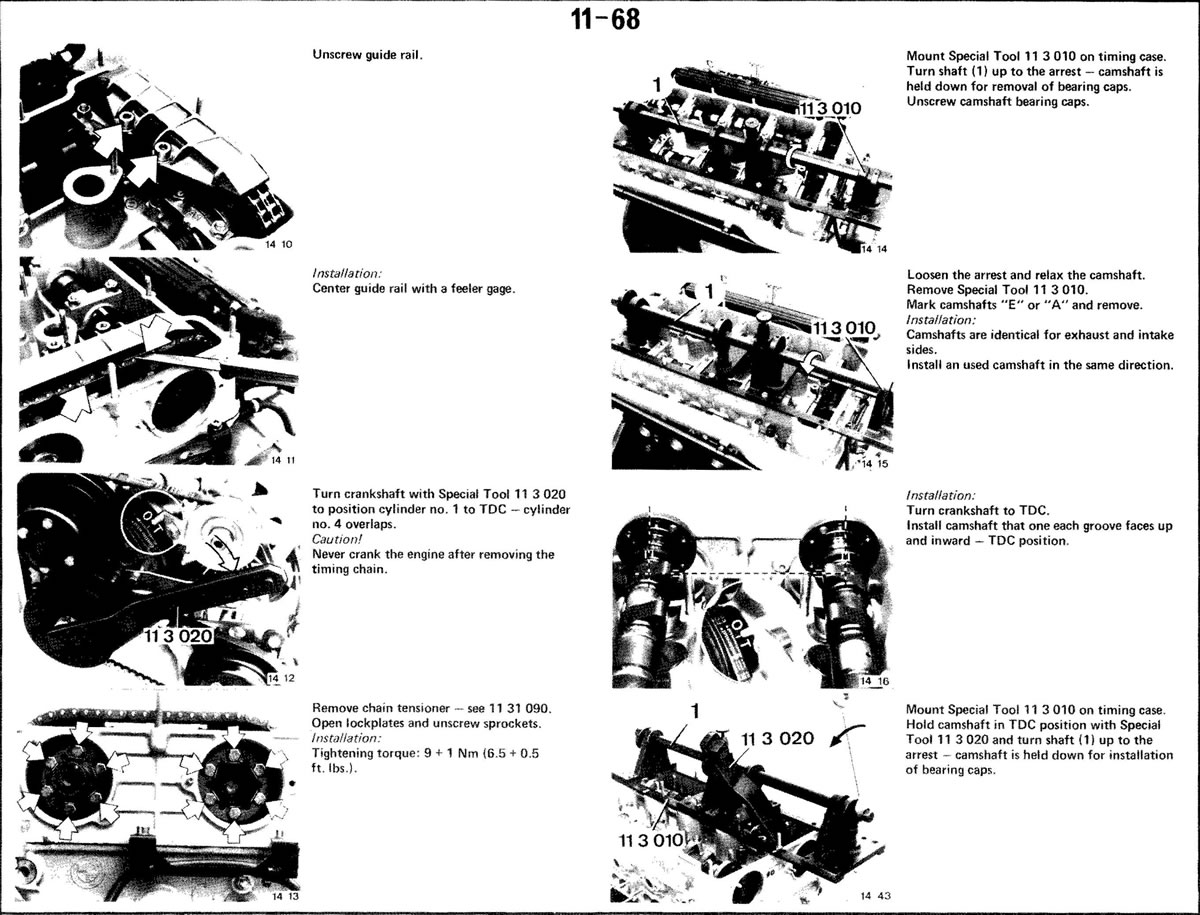 11-68
Unscrew guide rail.
14 10
Installation:
Center guide rail with a feeler gage.
14 11
Turn crankshaft with Special Tool 11 3 020
to position cylinder no. 1 to TDC – cylinder
no. 4 overlaps.
Caution!
Never crank the engine after removing the
timing chain.
OT
11 3 020
14 12
Remove chain tensioner – see 11 31 090.
Open lockplates and unscrew sprockets.
Installation:
Tightening torque: 9 + 1 Nm (6.5 + 0.5
ft. lbs.).
14 13
1
11 3 010
14 14
Mount Special Tool 11 3 010 on timing case.
Turn shaft (1) up to the arrest – camshaft is
held down for removal of bearing caps.
Unscrew camshaft bearing caps.
1
11 3 010
14 15
Loosen the arrest and relax the camshaft.
Remove Special Tool 11 3 010.
Mark camshafts "E" or "A" and remove.
Installation:
Camshafts are identical for exhaust and intake
sides.
Install an used camshaft in the same direction.
OT
14 16
Installation:
Turn crankshaft to TDC.
Install camshaft that one each groove faces up
and inward – TDC position.
1
11 3 020
11 3 010
14 43
Mount Special Tool 11 3 010 on timing case.
Hold camshaft in TDC position with Special
Tool 11 3 020 and turn shaft (1) up to the
arrest – camshaft is held down for installation
of bearing caps.